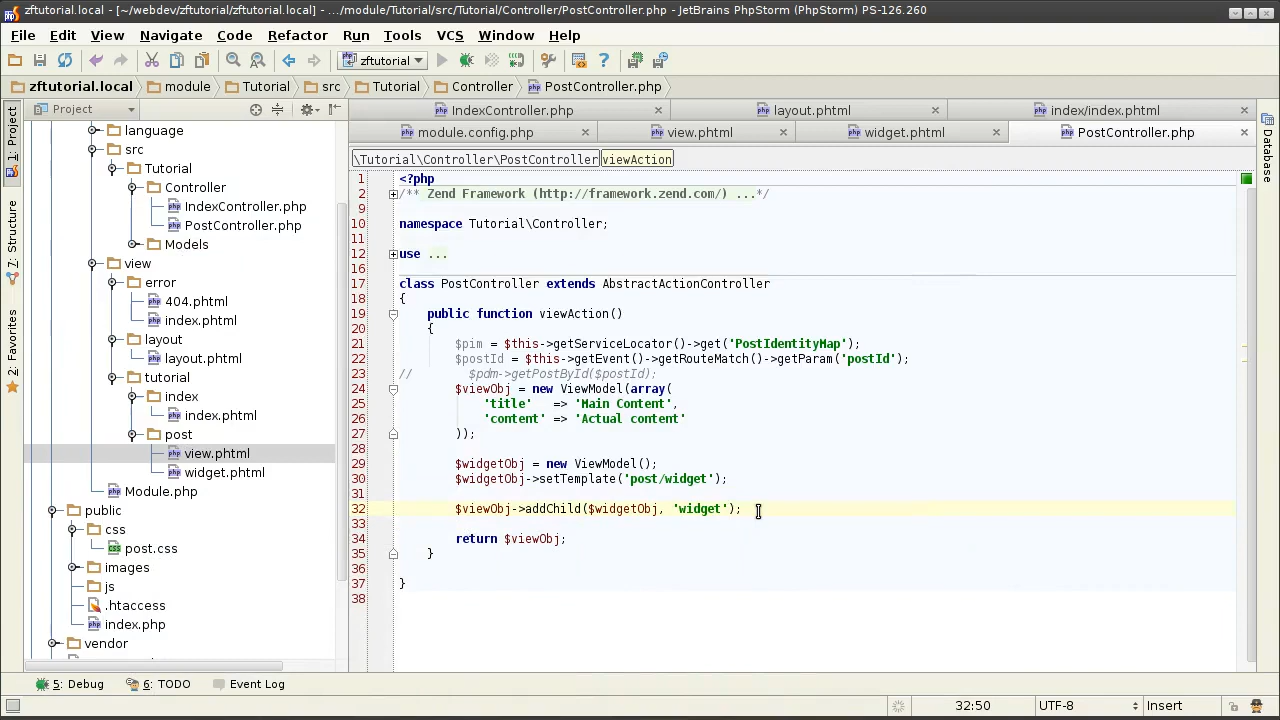 zftutorial.local - [~/webdev/zftutorial/zftutorial.local] - .../module/Tutorial/src/Tutorial/Controller/PostController.php - JetBrains PhpStorm (PhpStorm) PS-126.260
File Edit View Navigate Code Refactor Run Tools VCS Window Help
zftutorial
zftutorial.local module Tutorial src Tutorial Controller PostController.php
Project
IndexController.php layout.phtml index/index.phtml
module.config.php view.phtml widget.phtml PostController.php
\Tutorial\Controller\PostController viewAction
1: Project
7: Structure
2: Favorites
language
src
Tutorial
Controller
IndexController.php
PostController.php
Models
view
error
404.phtml
index.phtml
layout
layout.phtml
tutorial
index
index.phtml
post
view.phtml
widget.phtml
Module.php
public
css
post.css
images
js
.htaccess
index.php
vendor
1 <?php
2 /** Zend Framework (http://framework.zend.com/) ...*/
9
10 namespace Tutorial\Controller;
11
12 use ...
16
17 class PostController extends AbstractActionController
18 {
19 public function viewAction()
20 {
21 $pim = $this->getServiceLocator()->get('PostIdentityMap');
22 $postId = $this->getEvent()->getRouteMatch()->getParam('postId');
23 // $pdm->getPostById($postId);
24 $viewObj = new ViewModel(array(
25 'title' => 'Main Content',
26 'content' => 'Actual content'
27 ));
28
29 $widgetObj = new ViewModel();
30 $widgetObj->setTemplate('post/widget');
31
32 $viewObj->addChild($widgetObj, 'widget');
33
34 return $viewObj;
35 }
36
37 }
38
Database
5: Debug 6: TODO Event Log
32:50 UTF-8 Insert